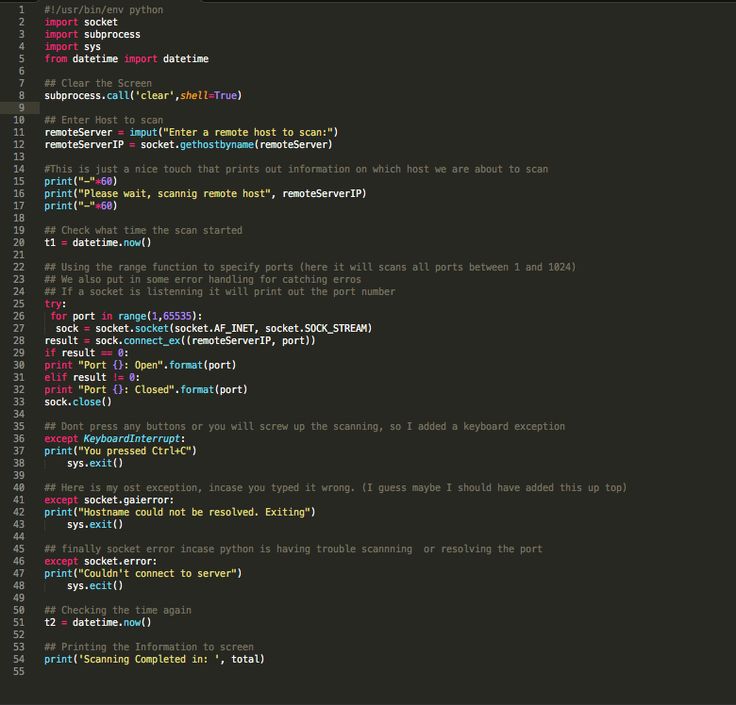 1 #!/usr/bin/env python
2 import socket
3 import subprocess
4 import sys
5 from datetime import datetime
6
7 ## Clear the Screen
8 subprocess.call('clear',shell=True)
9
10 ## Enter Host to scan
11 remoteServer = imput("Enter a remote host to scan:")
12 remoteServerIP = socket.gethostbyname(remoteServer)
13
14 #This is just a nice touch that prints out information on which host we are about to scan
15 print("-"*60)
16 print("Please wait, scannig remote host", remoteServerIP)
17 print("-"*60)
18
19 ## Check what time the scan started
20 t1 = datetime.now()
21
22 ## Using the range function to specify ports (here it will scans all ports between 1 and 1024)
23 ## We also put in some error handling for catching erros
24 ## If a socket is listenning it will print out the port number
25 try:
26  for port in range(1,65535):
27   sock = socket.socket(socket.AF_INET, socket.SOCK_STREAM)
28 result = sock.connect_ex((remoteServerIP, port))
29 if result == 0:
30 print "Port {}: Open".format(port)
31 elif result != 0:
32 print "Port {}: Closed".format(port)
33 sock.close()
34
35 ## Dont press any buttons or you will screw up the scanning, so I added a keyboard exception
36 except KeyboardInterrupt:
37 print("You pressed Ctrl+C")
38     sys.exit()
39
40 ## Here is my ost exception, incase you typed it wrong. (I guess maybe I should have added this up top)
41 except socket.gaierror:
42 print("Hostname could not be resolved. Exiting")
43     sys.exit()
44
45 ## finally socket error incase python is having trouble scannning  or resolving the port
46 except socket.error:
47 print("Couldn't connect to server")
48     sys.ecit()
49
50 ## Checking the time again
51 t2 = datetime.now()
52
53 ## Printing the Information to screen
54 print('Scanning Completed in: ', total)
55